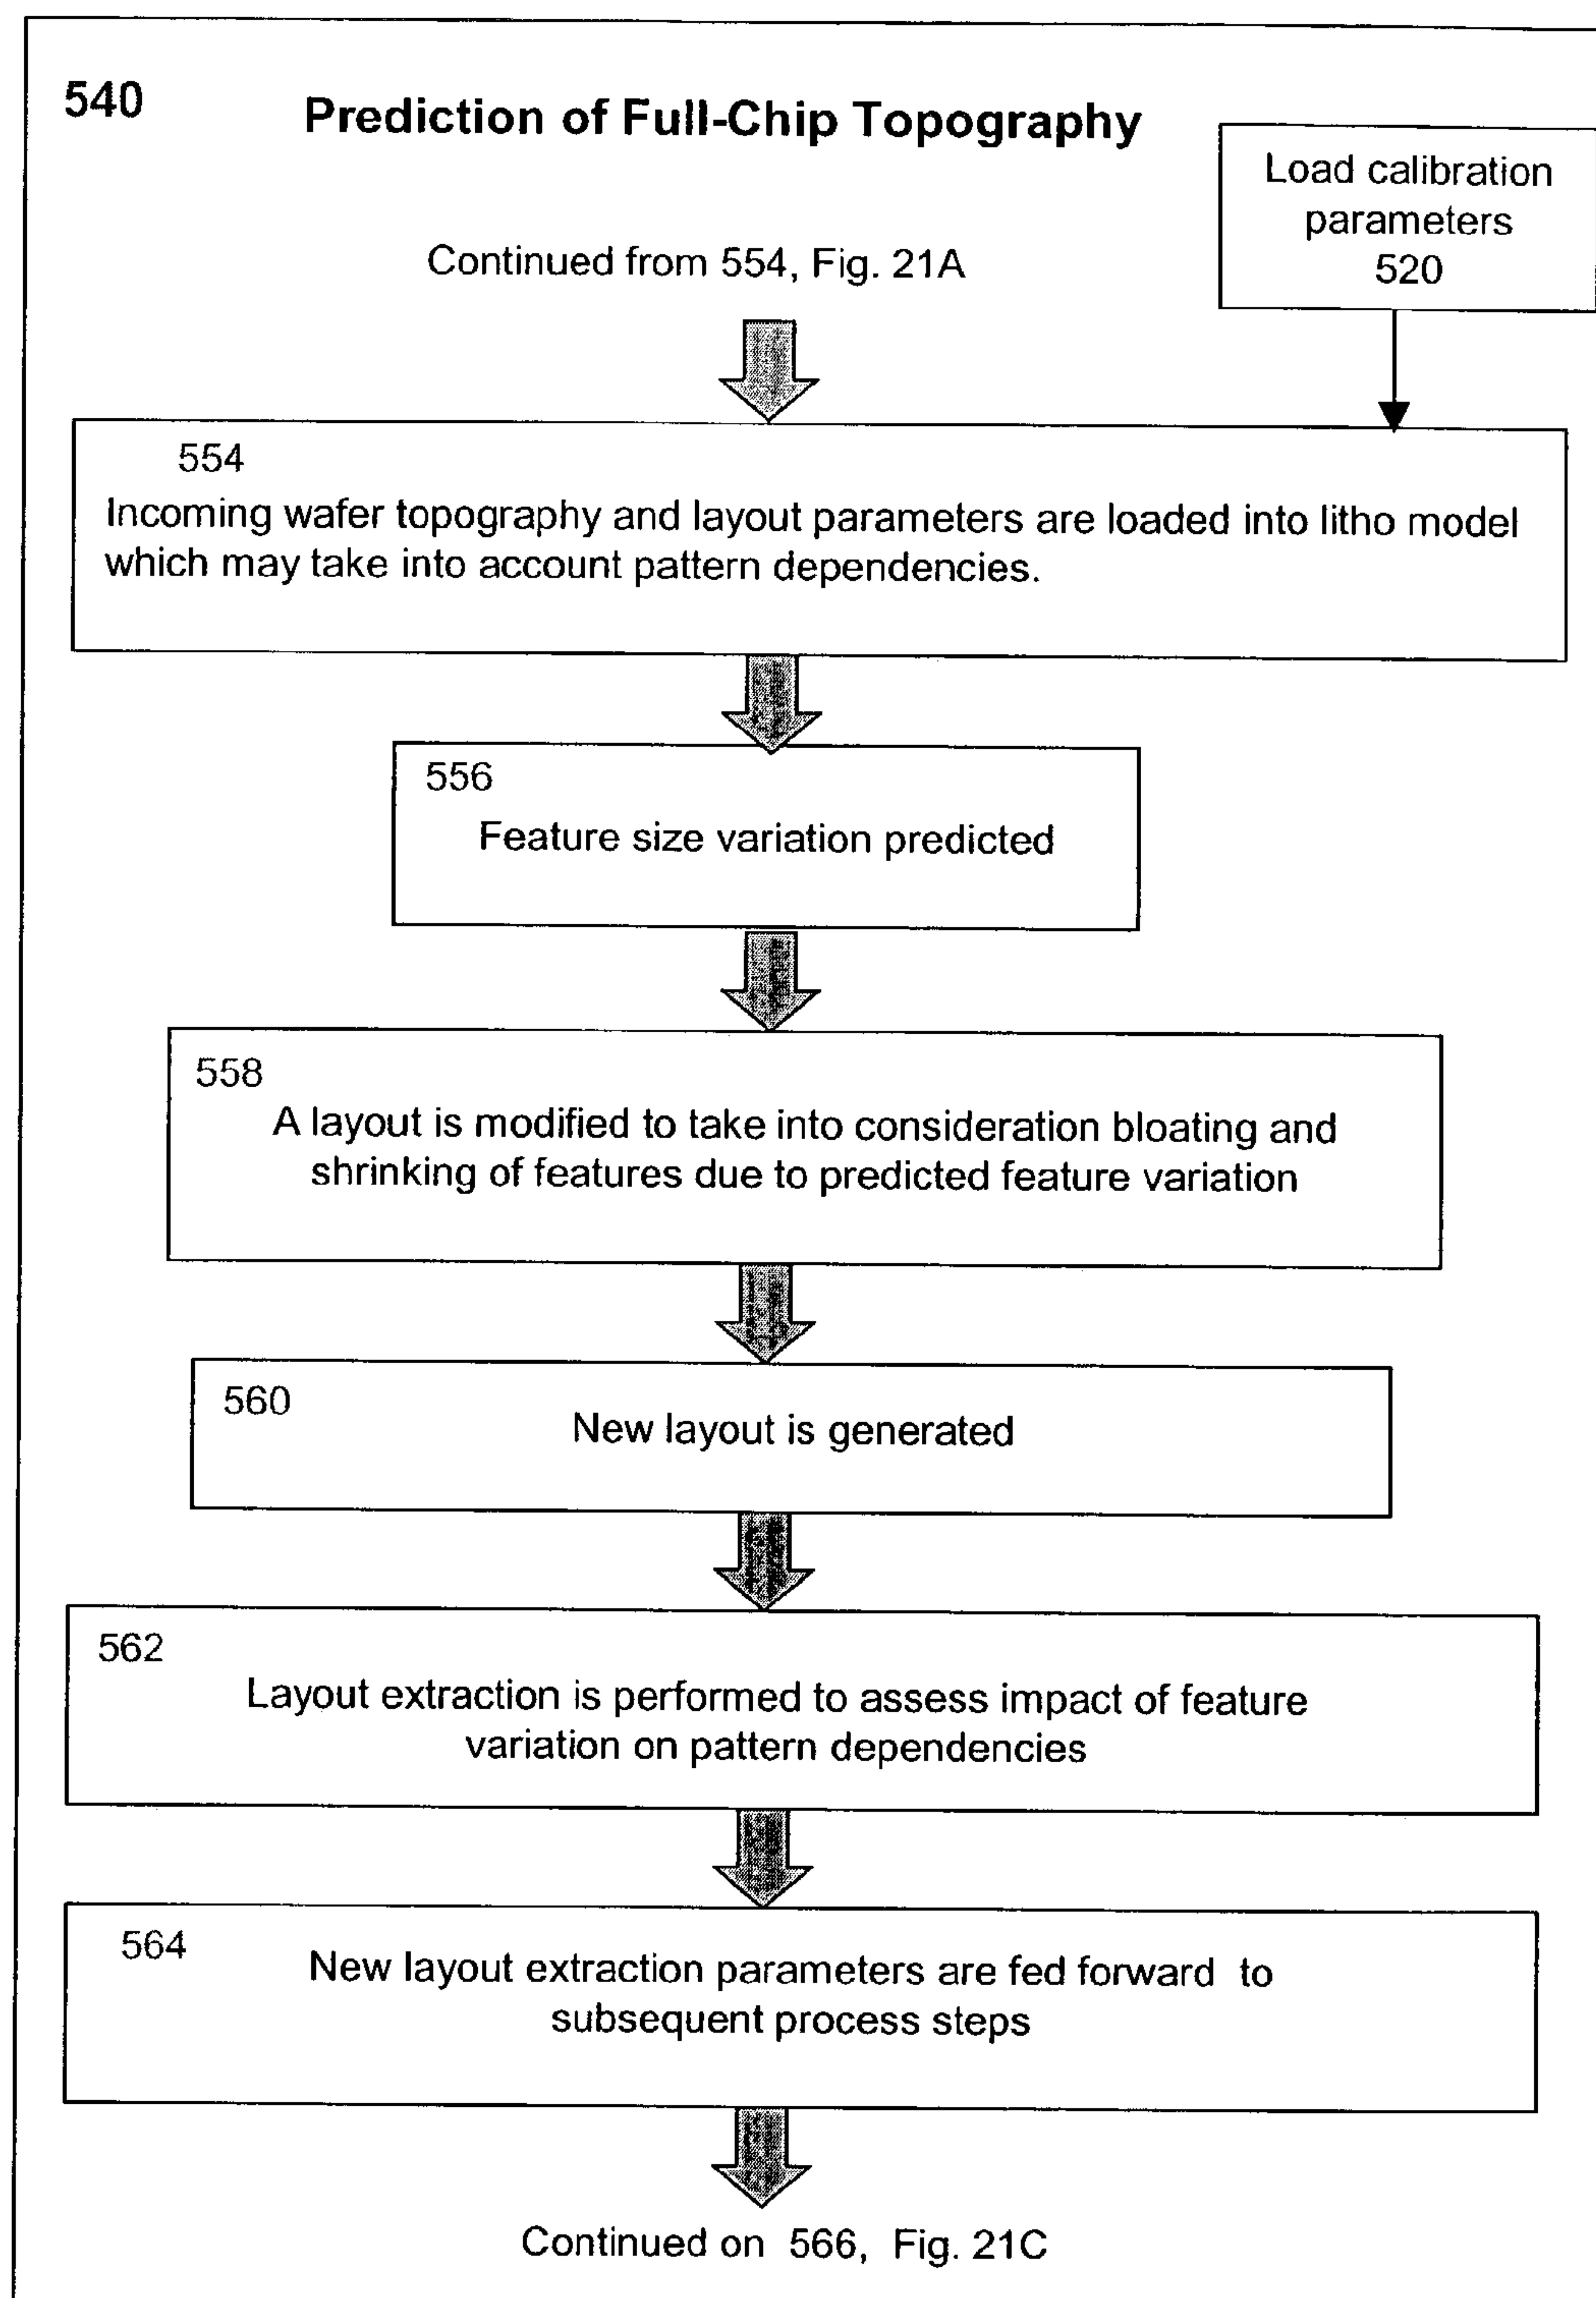 540
Prediction of Full-Chip Topography
Load calibration
parameters
520
Continued from 554, Fig. 21A
554
Incoming wafer topography and layout parameters are loaded into litho model
which may take into account pattern dependencies.
556
Feature size variation predicted
558
A layout is modified to take into consideration bloating and
shrinking of features due to predicted feature variation
560
New layout is generated
562
Layout extraction is performed to assess impact of feature
variation on pattern dependencies
564
New layout extraction parameters are fed forward to
subsequent process steps
Continued on 566, Fig. 21C